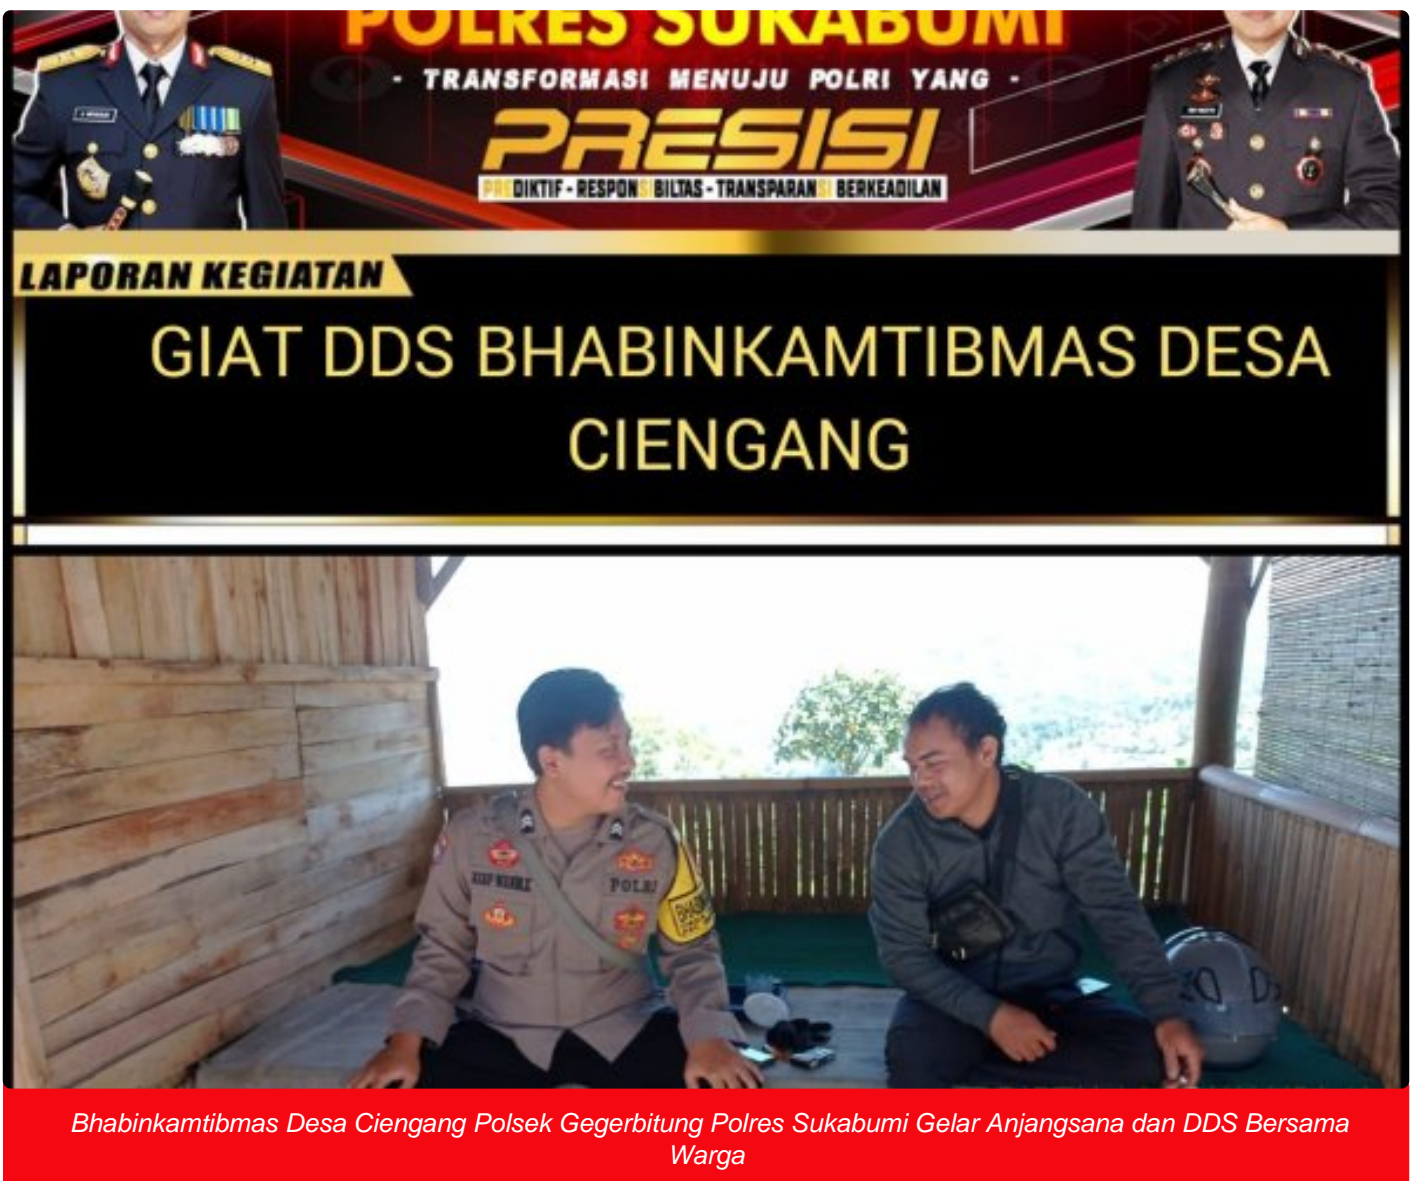 POLRES SUKABUMI
- TRANSFORMASI MENUJU POLRI YANG -
PRESISI
PREDIKTIF - RESPONSIBILTAS - TRANSPARANSI BERKEADILAN
LAPORAN KEGIATAN
GIAT DDS BHABINKAMTIBMAS DESA
CIENGANG
POLRI
Bhabinkamtibmas Desa Ciengang Polsek Gegerbitung Polres Sukabumi Gelar Anjangsana dan DDS Bersama
Warga